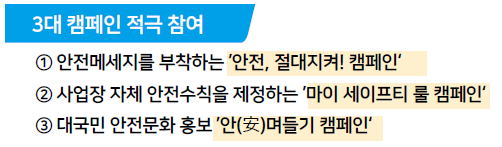 3대 캠페인 적극 참여
① 안전메세지를 부착하는 '안전, 절대지켜! 캠페인'
② 사업장 자체 안전수칙을 제정하는 '마이 세이프티 룰 캠페인'
③ 대국민 안전문화 홍보 '안(安)며들기 캠페인'